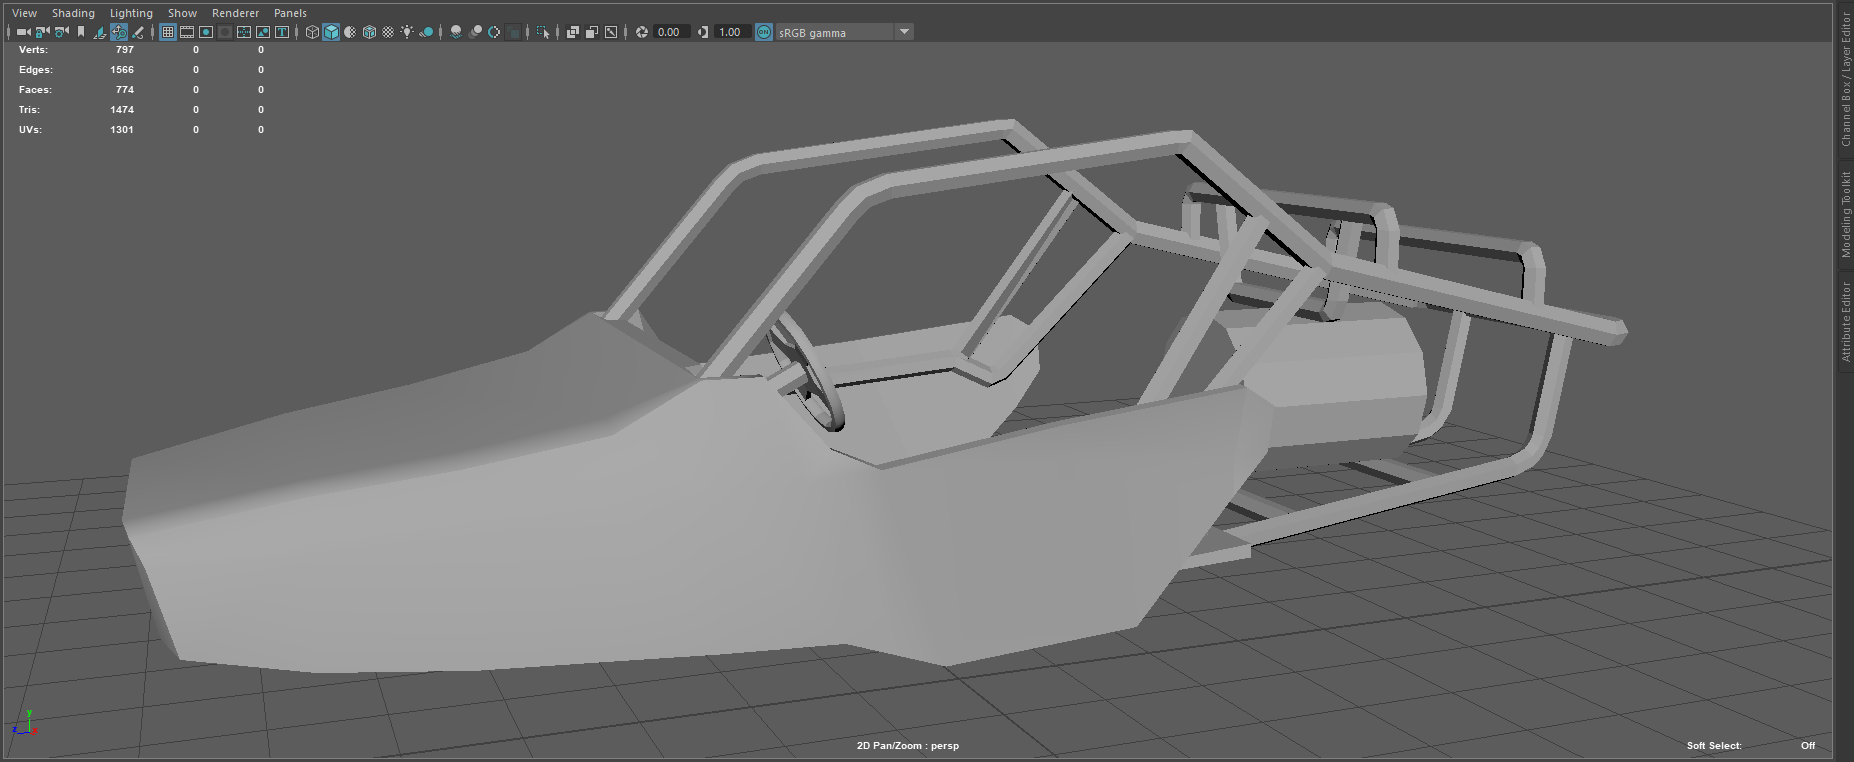 View Shading Lighting Show Renderer Panels
0.00 1.00 ON sRGB gamma
Verts: 797 0 0
Edges: 1566 0 0
Faces: 774 0 0
Tris: 1474 0 0
UVs: 1301 0 0
Channel Box / Layer Editor
Modeling Toolkit
Attribute Editor
y
z x
2D Pan/Zoom : persp
Soft Select: Off